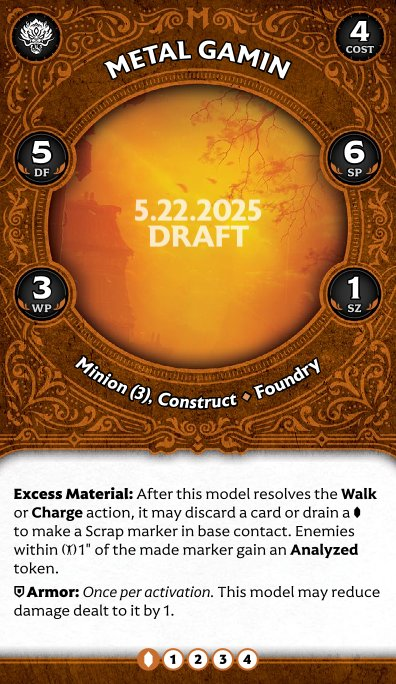 M
METAL GAMIN
4
COST
5
DF
6
SP
5.22.2025
DRAFT
3
WP
1
SZ
Minion (3), Construct ◆ Foundry
Excess Material: After this model resolves the Walk
or Charge action, it may discard a card or drain a
to make a Scrap marker in base contact. Enemies
within 1" of the made marker gain an Analyzed
token.
Armor: Once per activation. This model may reduce
damage dealt to it by 1.
1 2 3 4